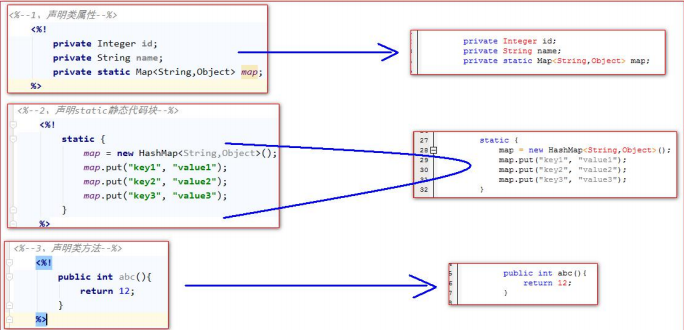 <%--1、声明类属性--%>
<%!
private Integer id;
private String name;
private static Map<String,Object> map;
%>
private Integer id;
private String name;
private static Map<String,Object> map;
<%--2、声明static静态代码块--%>
<%!
static {
map = new HashMap<String,Object>();
map.put("key1", "value1");
map.put("key2", "value2");
map.put("key3", "value3");
}
%>
27 static {
28 map = new HashMap<String,Object>();
29 map.put("key1", "value1");
30 map.put("key2", "value2");
31 map.put("key3", "value3");
32 }
<%--3、声明类方法--%>
<%!
public int abc(){
return 12;
}
%>
public int abc(){
return 12;
}